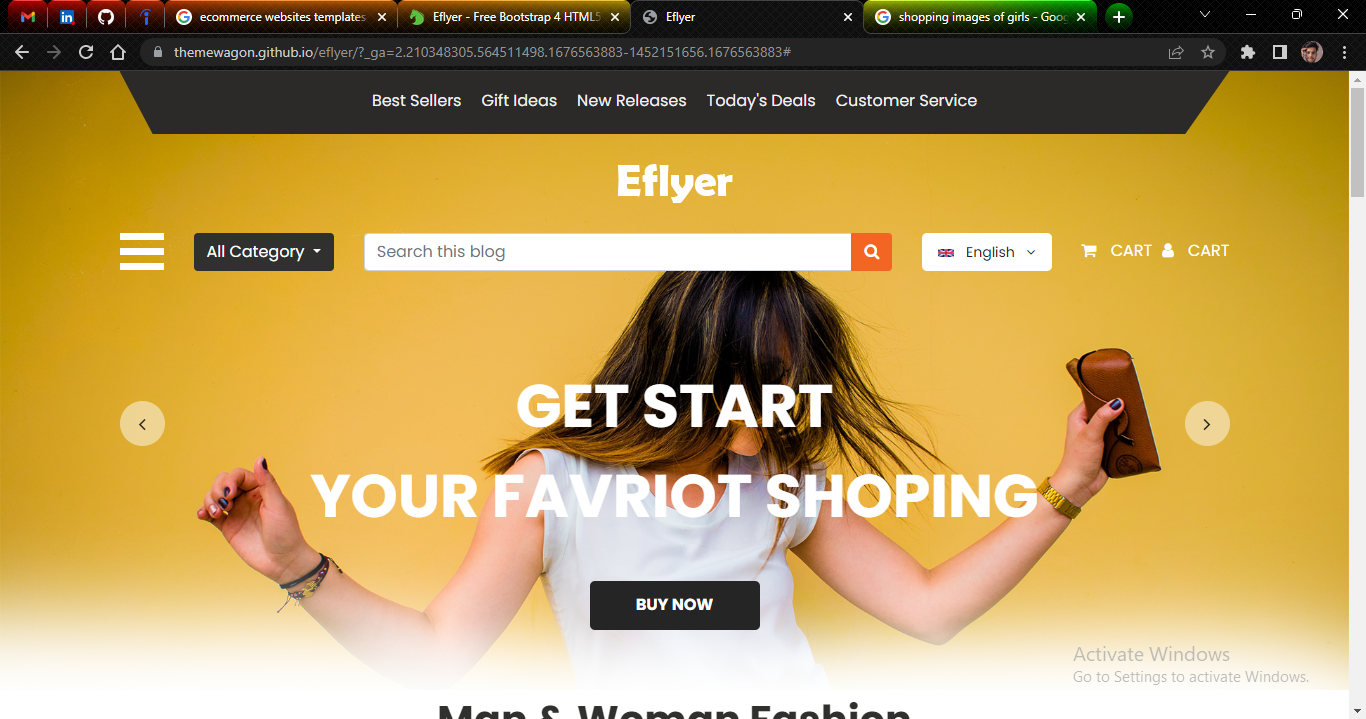 ecommerce websites templates
Eflyer - Free Bootstrap 4 HTML5
Eflyer
shopping images of girls - Goog
themewagon.github.io/eflyer/?_ga=2.210348305.564511498.1676563883-1452151656.1676563883#
Best Sellers Gift Ideas New Releases Today's Deals Customer Service
Eflyer
All Category
Search this blog
English
CART
CART
GET START
YOUR FAVRIOT SHOPING
BUY NOW
Activate Windows
Go to Settings to activate Windows.
Man & Woman Fashion